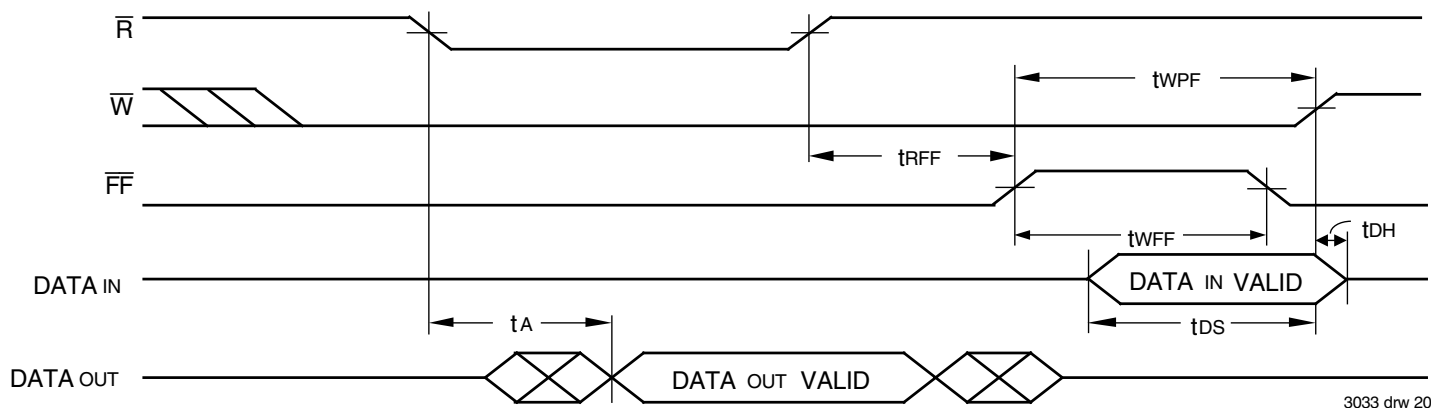 R̅
tWPF
W̅
tRFF
F̅F̅
tWFF
tDH
DATA IN
DATA IN VALID
tA
tDS
DATA OUT
DATA OUT VALID
3033 drw 20